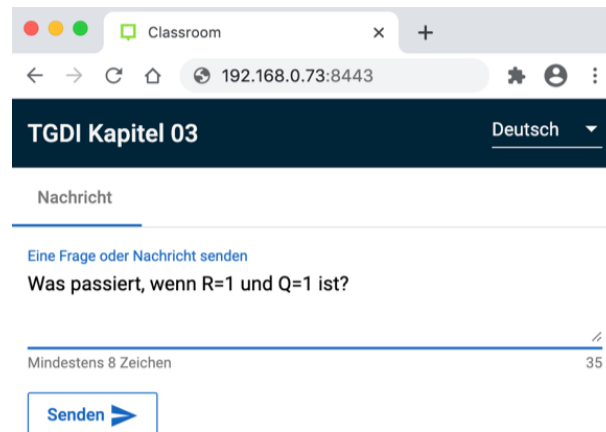 Classroom
192.168.0.73:8443
TGDI Kapitel 03
Deutsch
Nachricht
Eine Frage oder Nachricht senden
Was passiert, wenn R=1 und Q=1 ist?
Mindestens 8 Zeichen
35
Senden